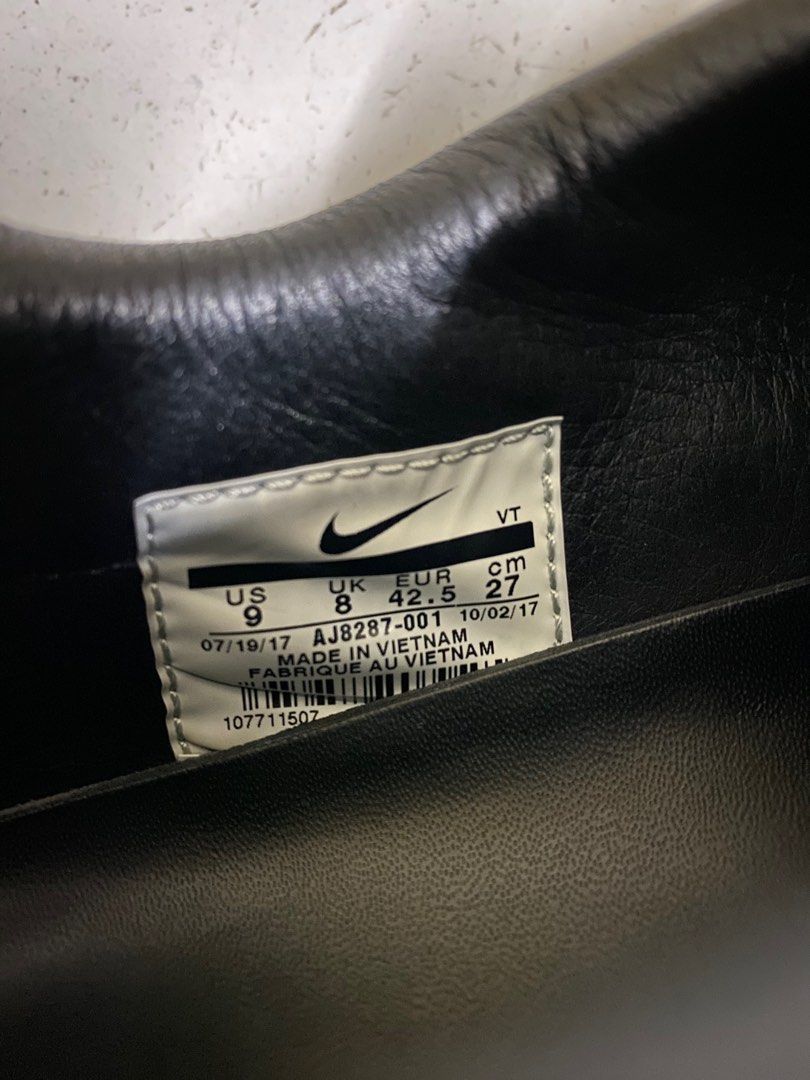 VT
US UK EUR cm
9 8 42.5 27
07/19/17 AJ8287-001 10/02/17
MADE IN VIETNAM
FABRIQUE AU VIETNAM
107711507